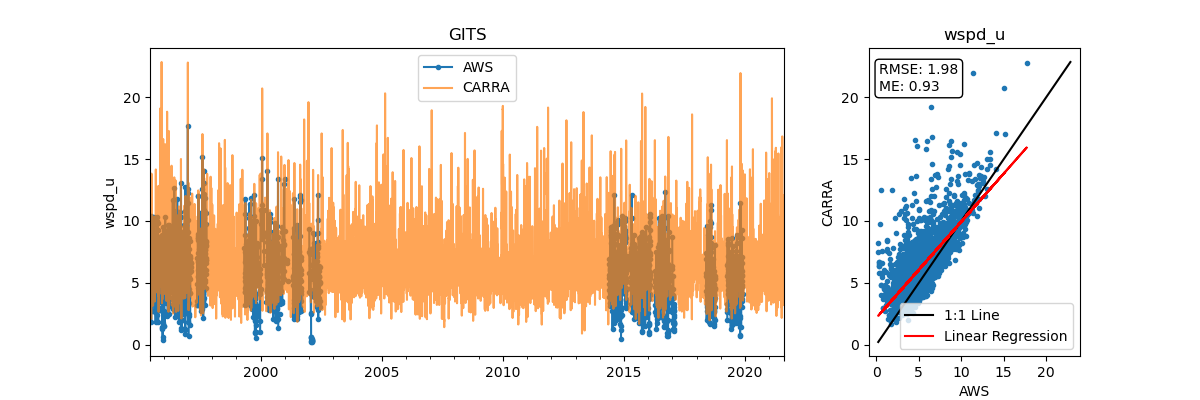 GITS
wspd_u
AWS
CARRA
wspd_u
20
15
10
5
0
2000 2005 2010 2015 2020
wspd_u
RMSE: 1.98
ME: 0.93
CARRA
20
15
10
5
0
1:1 Line
Linear Regression
0 5 10 15 20
AWS